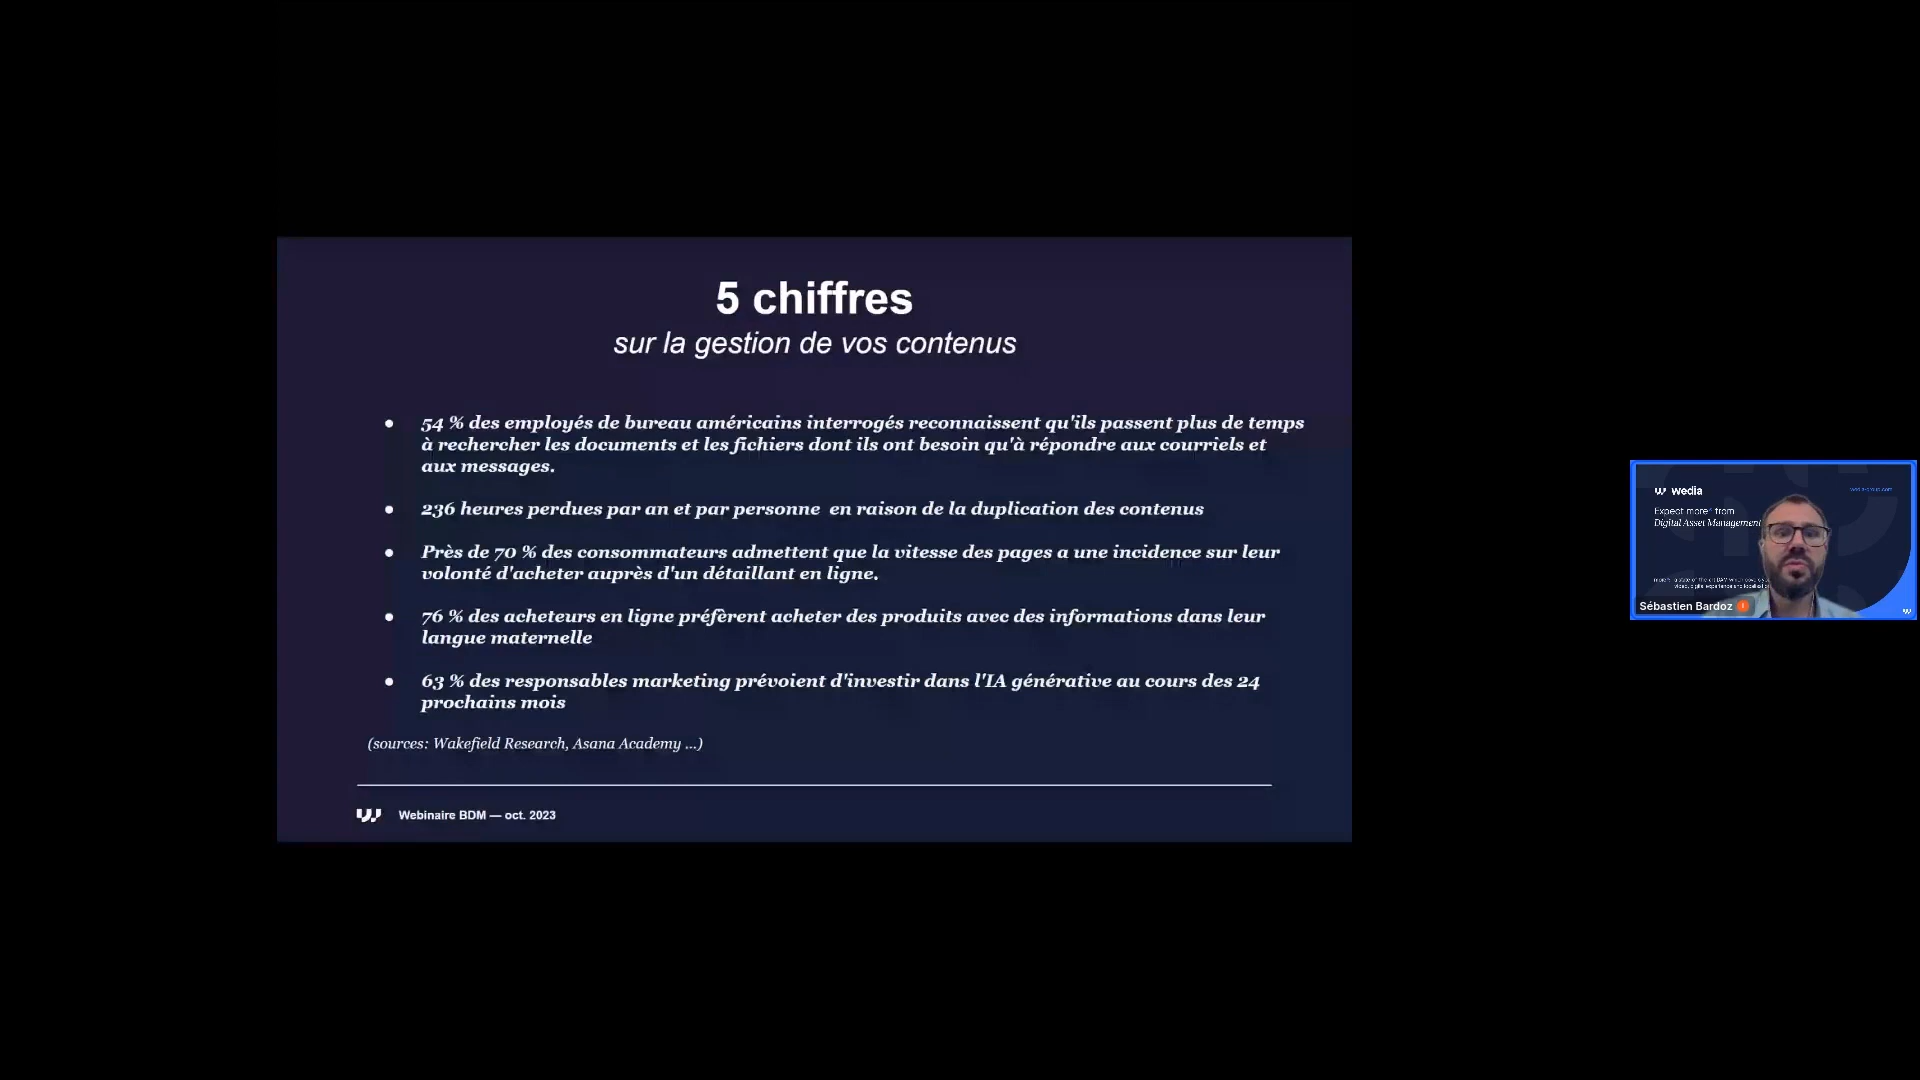 5 chiffres
sur la gestion de vos contenus
● 54 % des employés de bureau américains interrogés reconnaissent qu'ils passent plus de temps
à rechercher les documents et les fichiers dont ils ont besoin qu'à répondre aux courriels et
aux messages.
● 236 heures perdues par an et par personne  en raison de la duplication des contenus
● Près de 70 % des consommateurs admettent que la vitesse des pages a une incidence sur leur
volonté d'acheter auprès d'un détaillant en ligne.
● 76 % des acheteurs en ligne préfèrent acheter des produits avec des informations dans leur
langue maternelle
● 63 % des responsables marketing prévoient d'investir dans l'IA générative au cours des 24
prochains mois
(sources: Wakefield Research, Asana Academy ...)
Webinaire BDM — oct. 2023
wedia
Expect more from
Digital Asset Management
Sébastien Bardoz